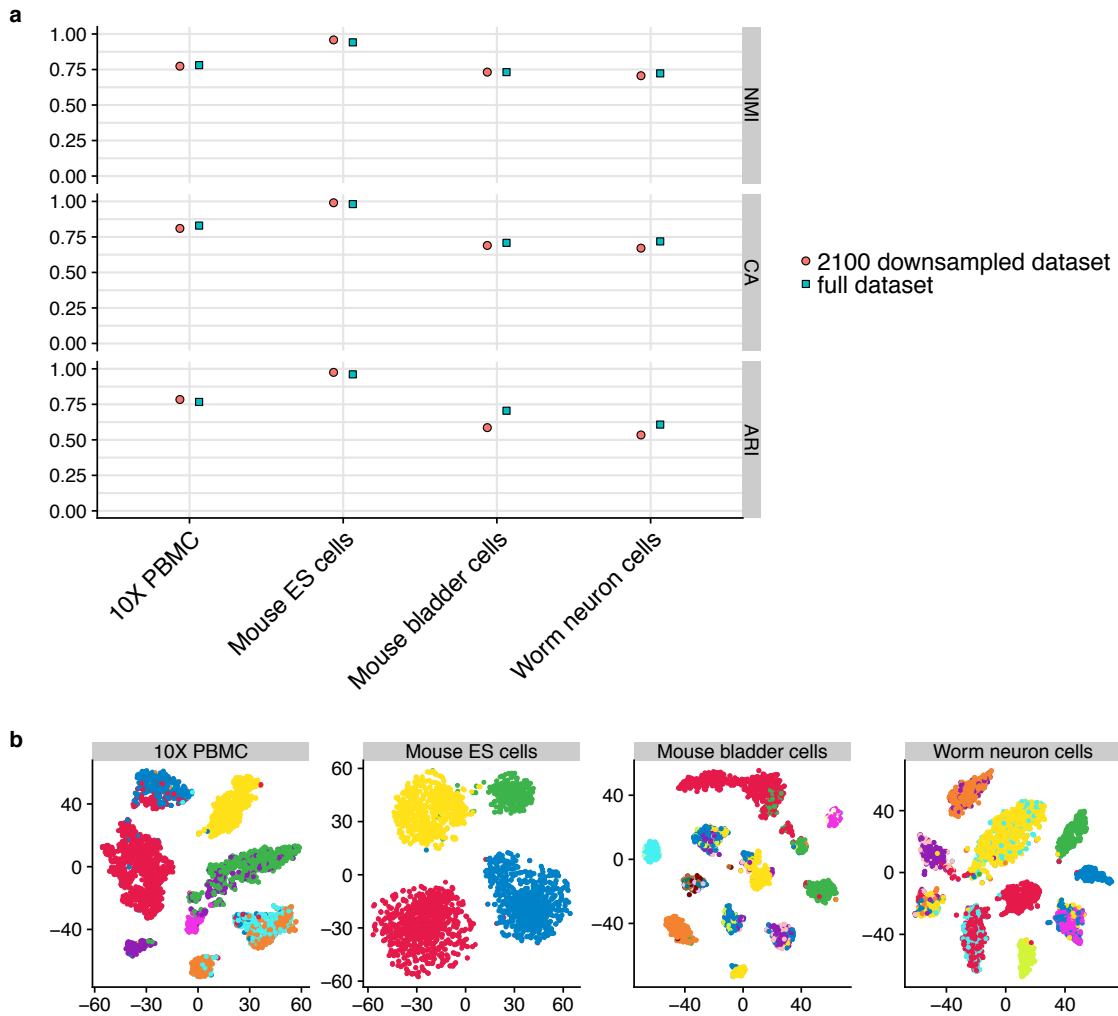 a
1.00
0.75
0.50
0.25
0.00
NMI
1.00
0.75
0.50
0.25
0.00
CA
1.00
0.75
0.50
0.25
0.00
ARI
10X PBMC
Mouse ES cells
Mouse bladder cells
Worm neuron cells
2100 downsampled dataset
full dataset
b
10X PBMC
40
0
−40
−60 −30 0 30 60
Mouse ES cells
60
30
0
−30
−60
−60 −30 0 30 60
Mouse bladder cells
40
0
−40
−40 0 40
Worm neuron cells
40
0
−40
−40 0 40